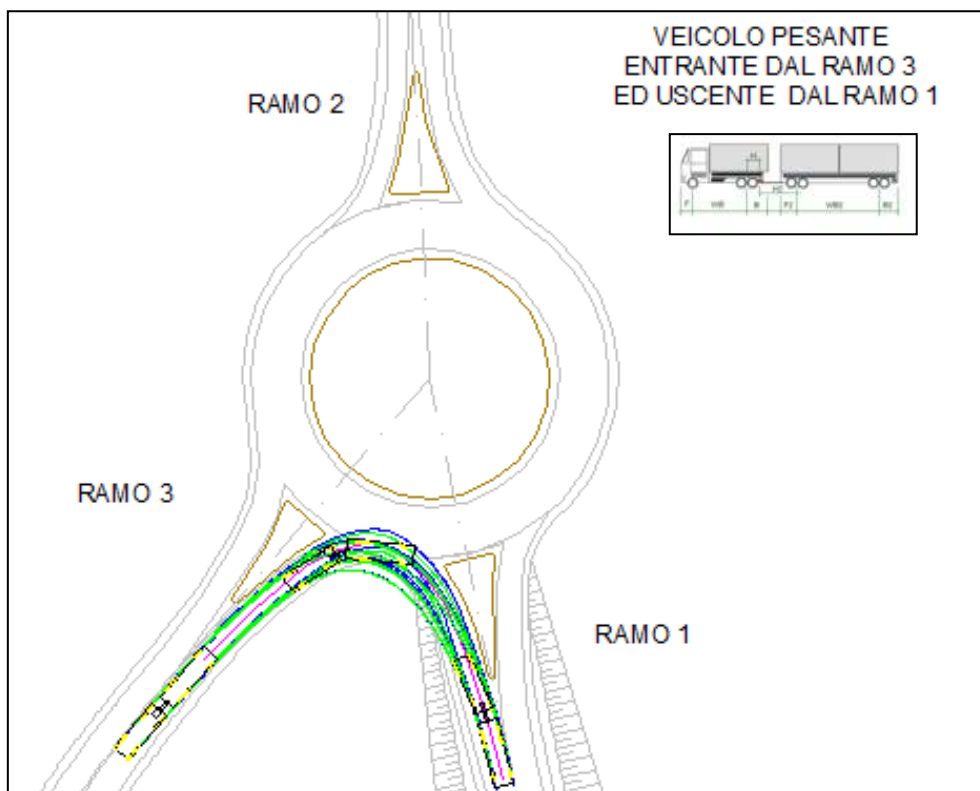 VEICOLO PESANTE
ENTRANTE DAL RAMO 3
ED USCENTE DAL RAMO 1
RAMO 2
RAMO 3
RAMO 1